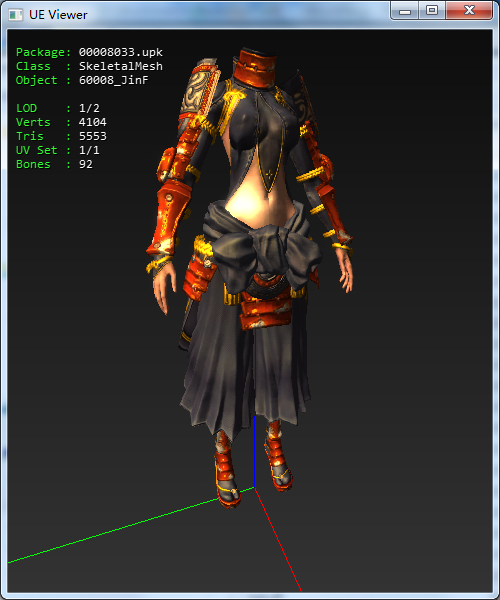 UE Viewer
Package: 00008033.upk
Class : SkeletalMesh
Object : 60008_JinF
LOD : 1/2
Verts : 4104
Tris : 5553
UV Set : 1/1
Bones : 92